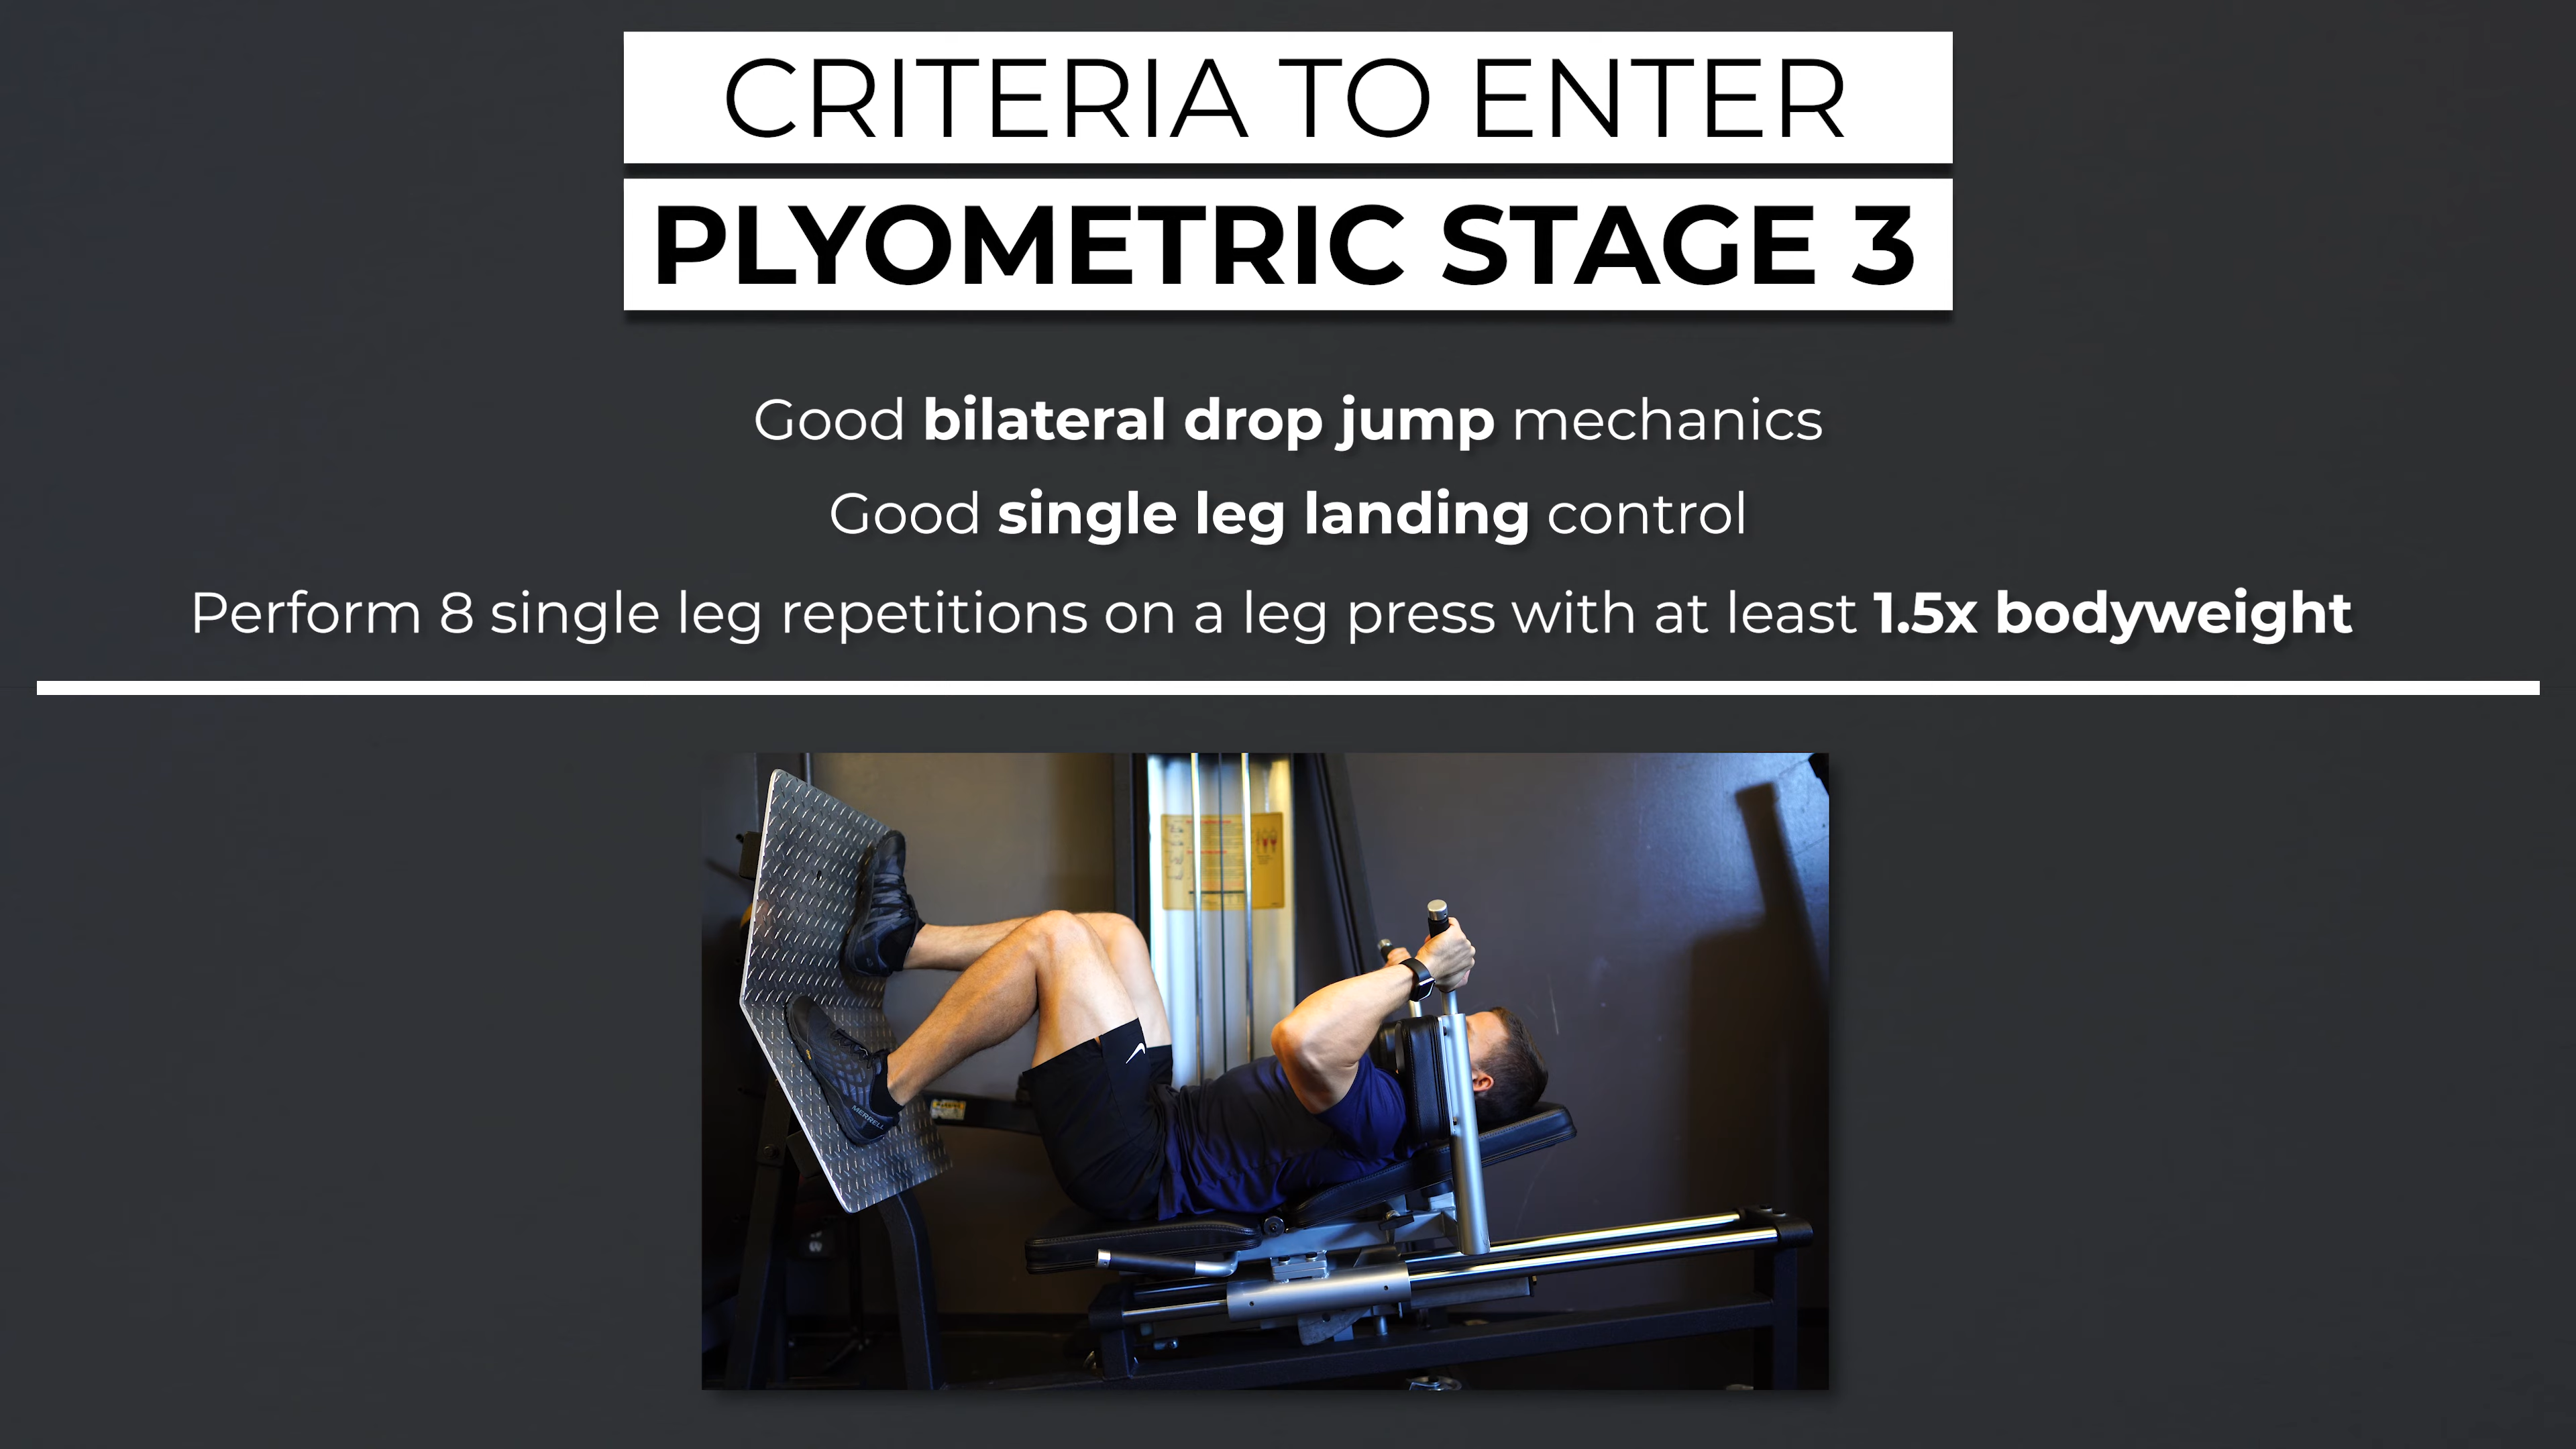 CRITERIA TO ENTER
PLYOMETRIC STAGE 3
Good bilateral drop jump mechanics
Good single leg landing control
Perform 8 single leg repetitions on a leg press with at least 1.5x bodyweight
MERRELL